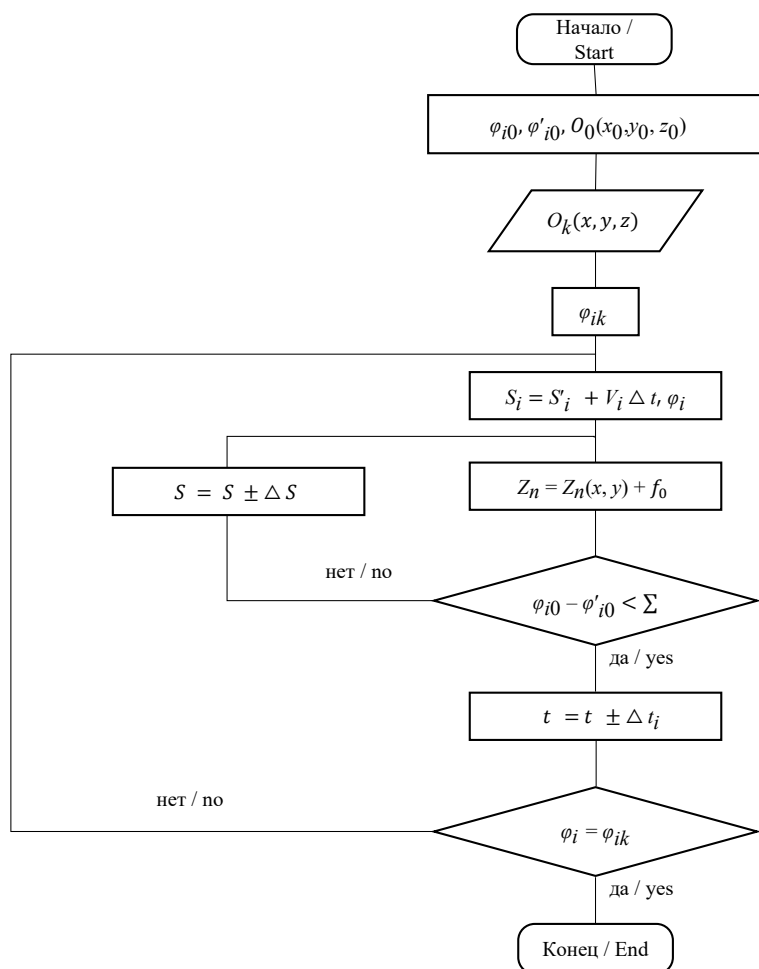 Начало /
Start
φi0, φ′i0, O0(x0,y0, z0)
Ok(x, y, z)
φik
Si = S′i + Vi △ t, φi
S = S ± △ S
Zn = Zn(x, y) + f0
нет / no
φi0 – φ′i0 < Σ
да / yes
t = t ± △ ti
нет / no
φi = φik
да / yes
Конец / End